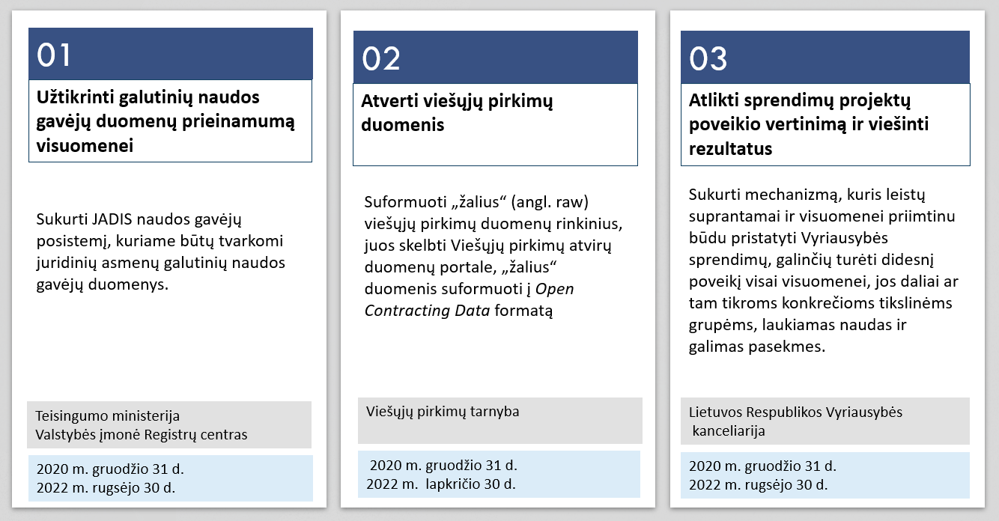 01
Užtikrinti galutinių naudos
gavėjų duomenų prieinamumą
visuomenei
Sukurti JADIS naudos gavėjų
posistemį, kuriame būtų tvarkomi
juridinių asmenų galutinių naudos
gavėjų duomenys.
Teisingumo ministerija
Valstybės įmonė Registrų centras
2020 m. gruodžio 31 d.
2022 m. rugsėjo 30 d.
02
Atverti viešųjų pirkimų
duomenis
Suformuoti „žalius“ (angl. raw)
viešųjų pirkimų duomenų rinkinius,
juos skelbti Viešųjų pirkimų atvirų
duomenų portale, „žalius“
duomenis suformuoti į Open
Contracting Data formatą
Viešųjų pirkimų tarnyba
2020 m. gruodžio 31 d.
2022 m. lapkričio 30 d.
03
Atlikti sprendimų projektų
poveikio vertinimą ir viešinti
rezultatus
Sukurti mechanizmą, kuris leistų
suprantamai ir visuomenei priimtinu
būdu pristatyti Vyriausybės
sprendimų, galinčių turėti didesnį
poveikį visai visuomenei, jos daliai ar
tam tikroms konkrečioms tikslinėms
grupėms, laukiamas naudas ir
galimas pasekmes.
Lietuvos Respublikos Vyriausybės
kanceliarija
2020 m. gruodžio 31 d.
2022 m. rugsėjo 30 d.